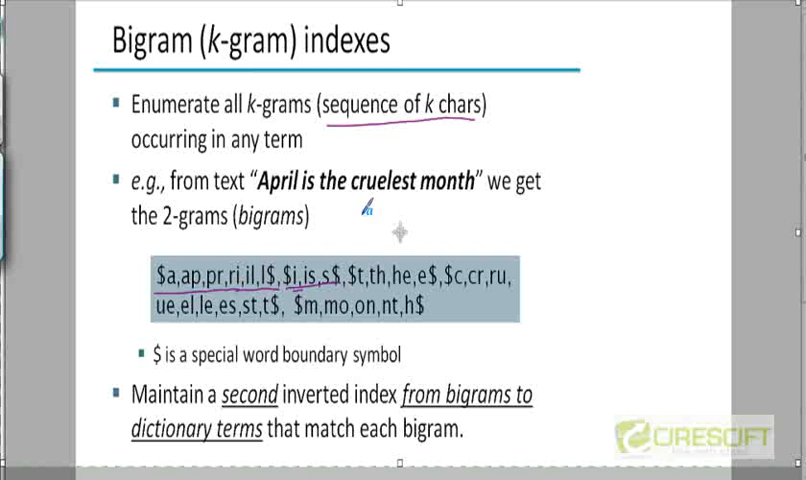 Bigram (k-gram) indexes
Enumerate all k-grams (sequence of k chars)
occurring in any term
e.g., from text “April is the cruelest month” we get
the 2-grams (bigrams)
$a,ap,pr,ri,il,l$,$i,is,s$,$t,th,he,e$,$c,cr,ru,
ue,el,le,es,st,t$, $m,mo,on,nt,h$
$ is a special word boundary symbol
Maintain a second inverted index from bigrams to
dictionary terms that match each bigram.